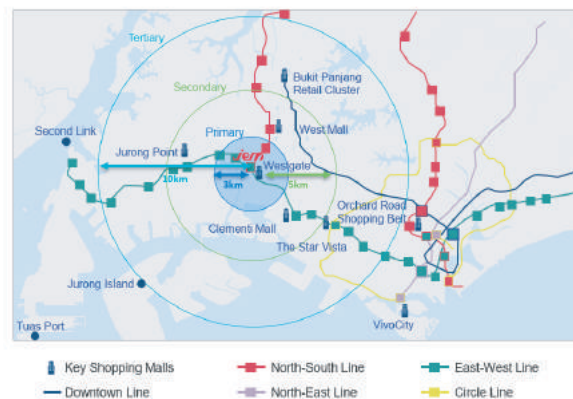 Tertiary
Secondary
Bukit Panjang
Retail Cluster
Second Link
Primary
West Mall
Jurong Point
jem
Westgate
10km
3km
5km
Orchard Road
Shopping Belt
Clementi Mall
The Star Vista
Jurong Island
VivoCity
Tuas Port
Key Shopping Malls
North-South Line
East-West Line
Downtown Line
North-East Line
Circle Line